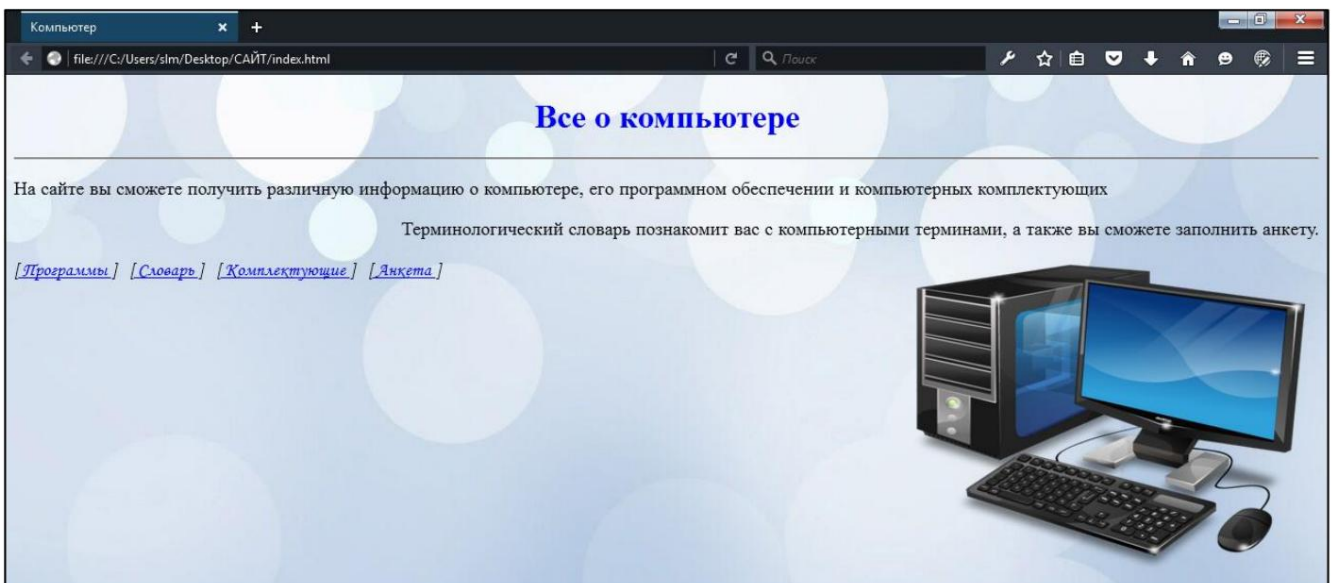 Компьютер
file:///C:/Users/slm/Desktop/САЙТ/index.html
Поиск
Все о компьютере
На сайте вы сможете получить различную информацию о компьютере, его программном обеспечении и компьютерных комплектующих
Терминологический словарь познакомит вас с компьютерными терминами, а также вы сможете заполнить анкету.
[ Программы ] [ Словарь ] [ Комплектующие ] [ Анкета ]